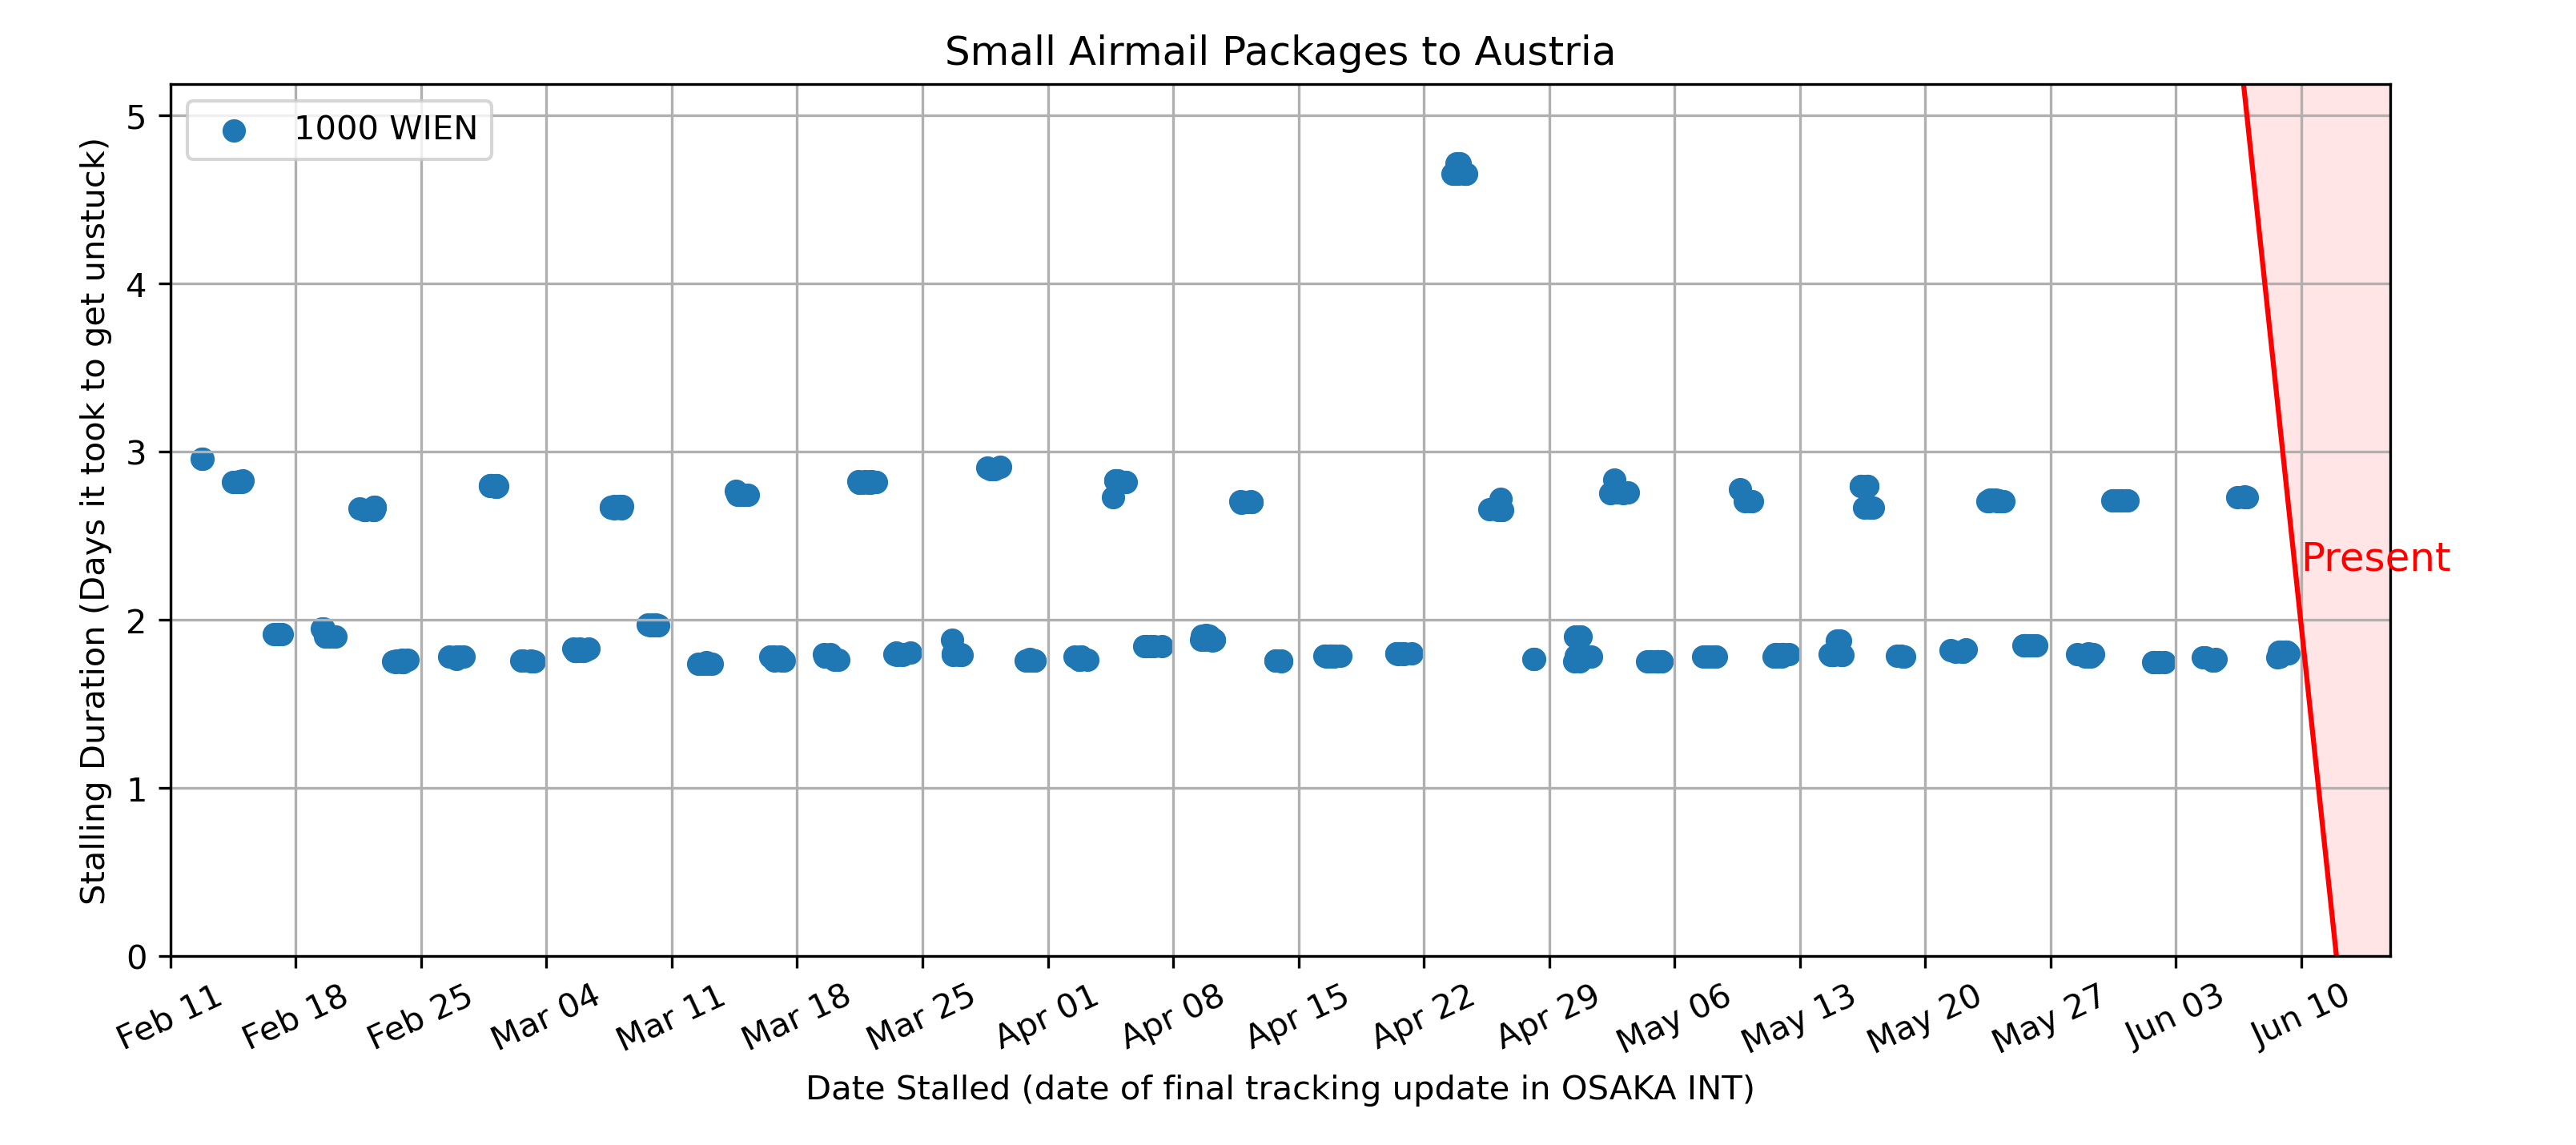 Small Airmail Packages to Austria
1000 WIEN
Stalling Duration (Days it took to get unstuck)
5
4
3
2
1
0
Present
Feb 11
Feb 18
Feb 25
Mar 04
Mar 11
Mar 18
Mar 25
Apr 01
Apr 08
Apr 15
Apr 22
Apr 29
May 06
May 13
May 20
May 27
Jun 03
Jun 10
Date Stalled (date of final tracking update in OSAKA INT)